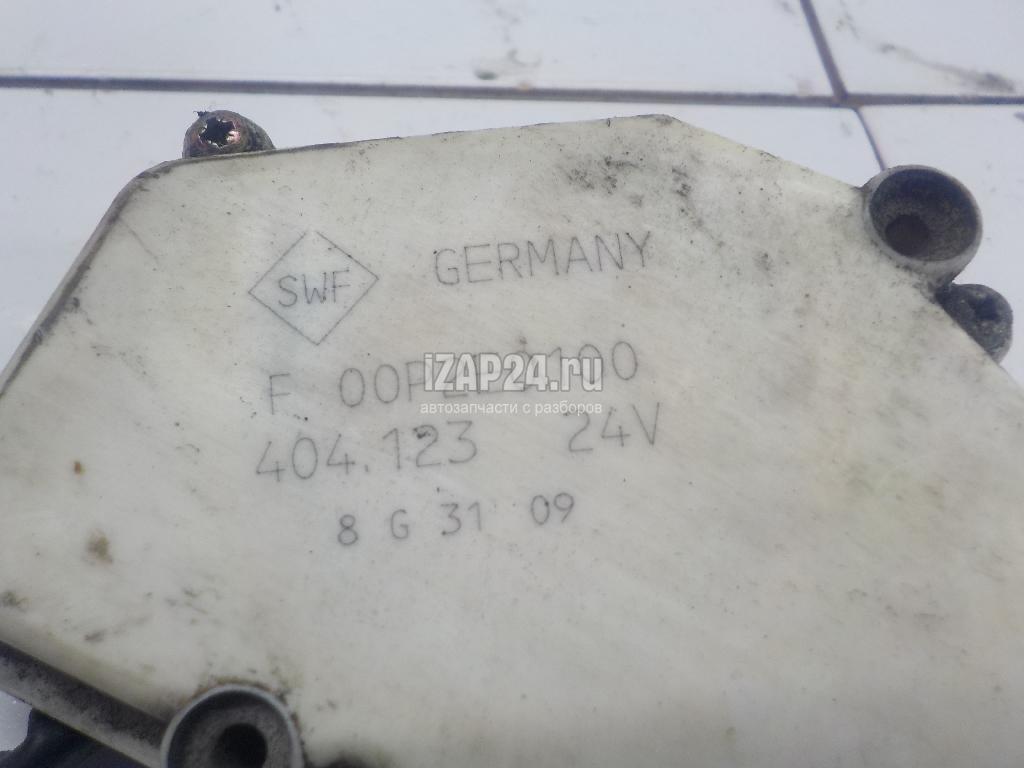 SWF GERMANY
iZAP24.ru
автозапчасти с разборов
F
404.123 24V
8 G 31 09